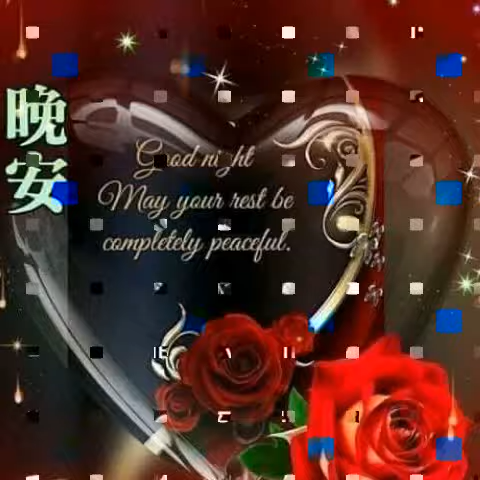 晚安
Good night
May your rest be
completely peaceful.